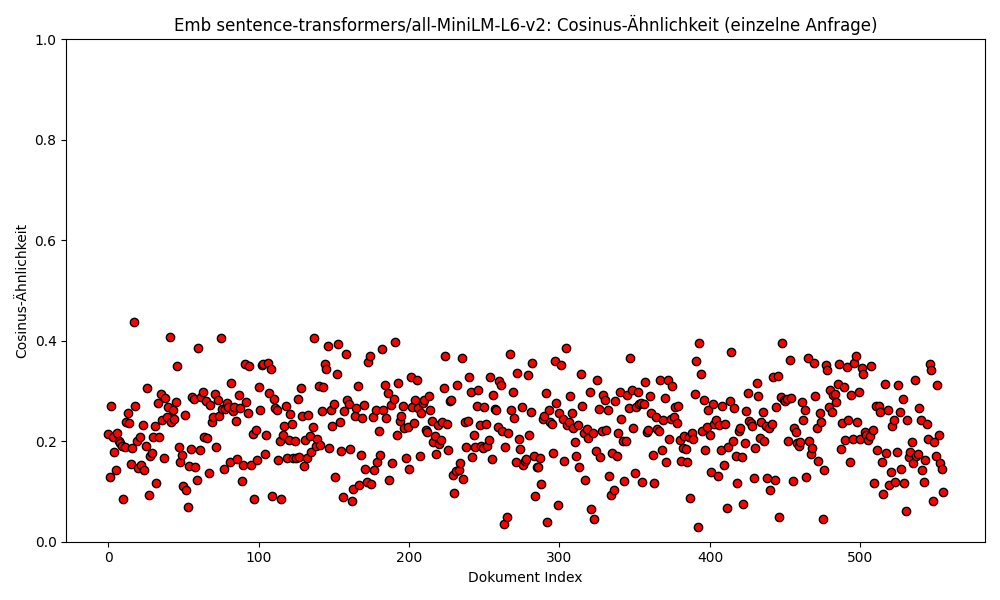 Emb sentence-transformers/all-MiniLM-L6-v2: Cosinus-Ähnlichkeit (einzelne Anfrage)
1.0
0.8
0.6
0.4
0.2
0.0
Cosinus-Ähnlichkeit
0 100 200 300 400 500
Dokument Index